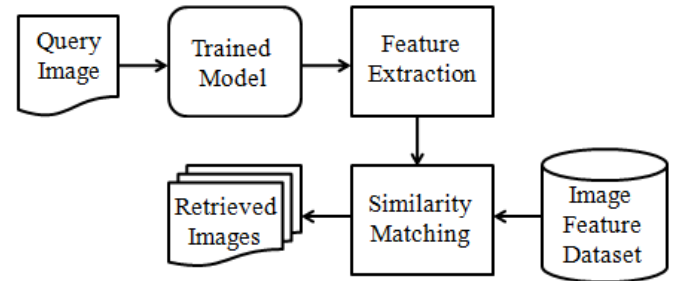 Query
Image
Trained
Model
Feature
Extraction
Retrieved
Images
Similarity
Matching
Image
Feature
Dataset